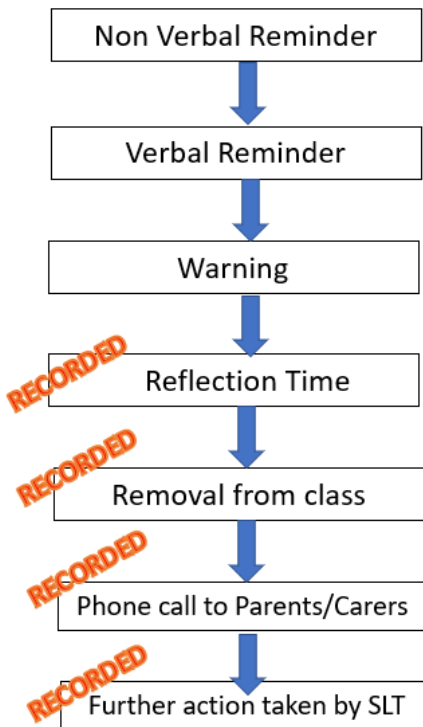 Non Verbal Reminder
Verbal Reminder
Warning
RECORDED
Reflection Time
RECORDED
Removal from class
RECORDED
Phone call to Parents/Carers
RECORDED
Further action taken by SLT